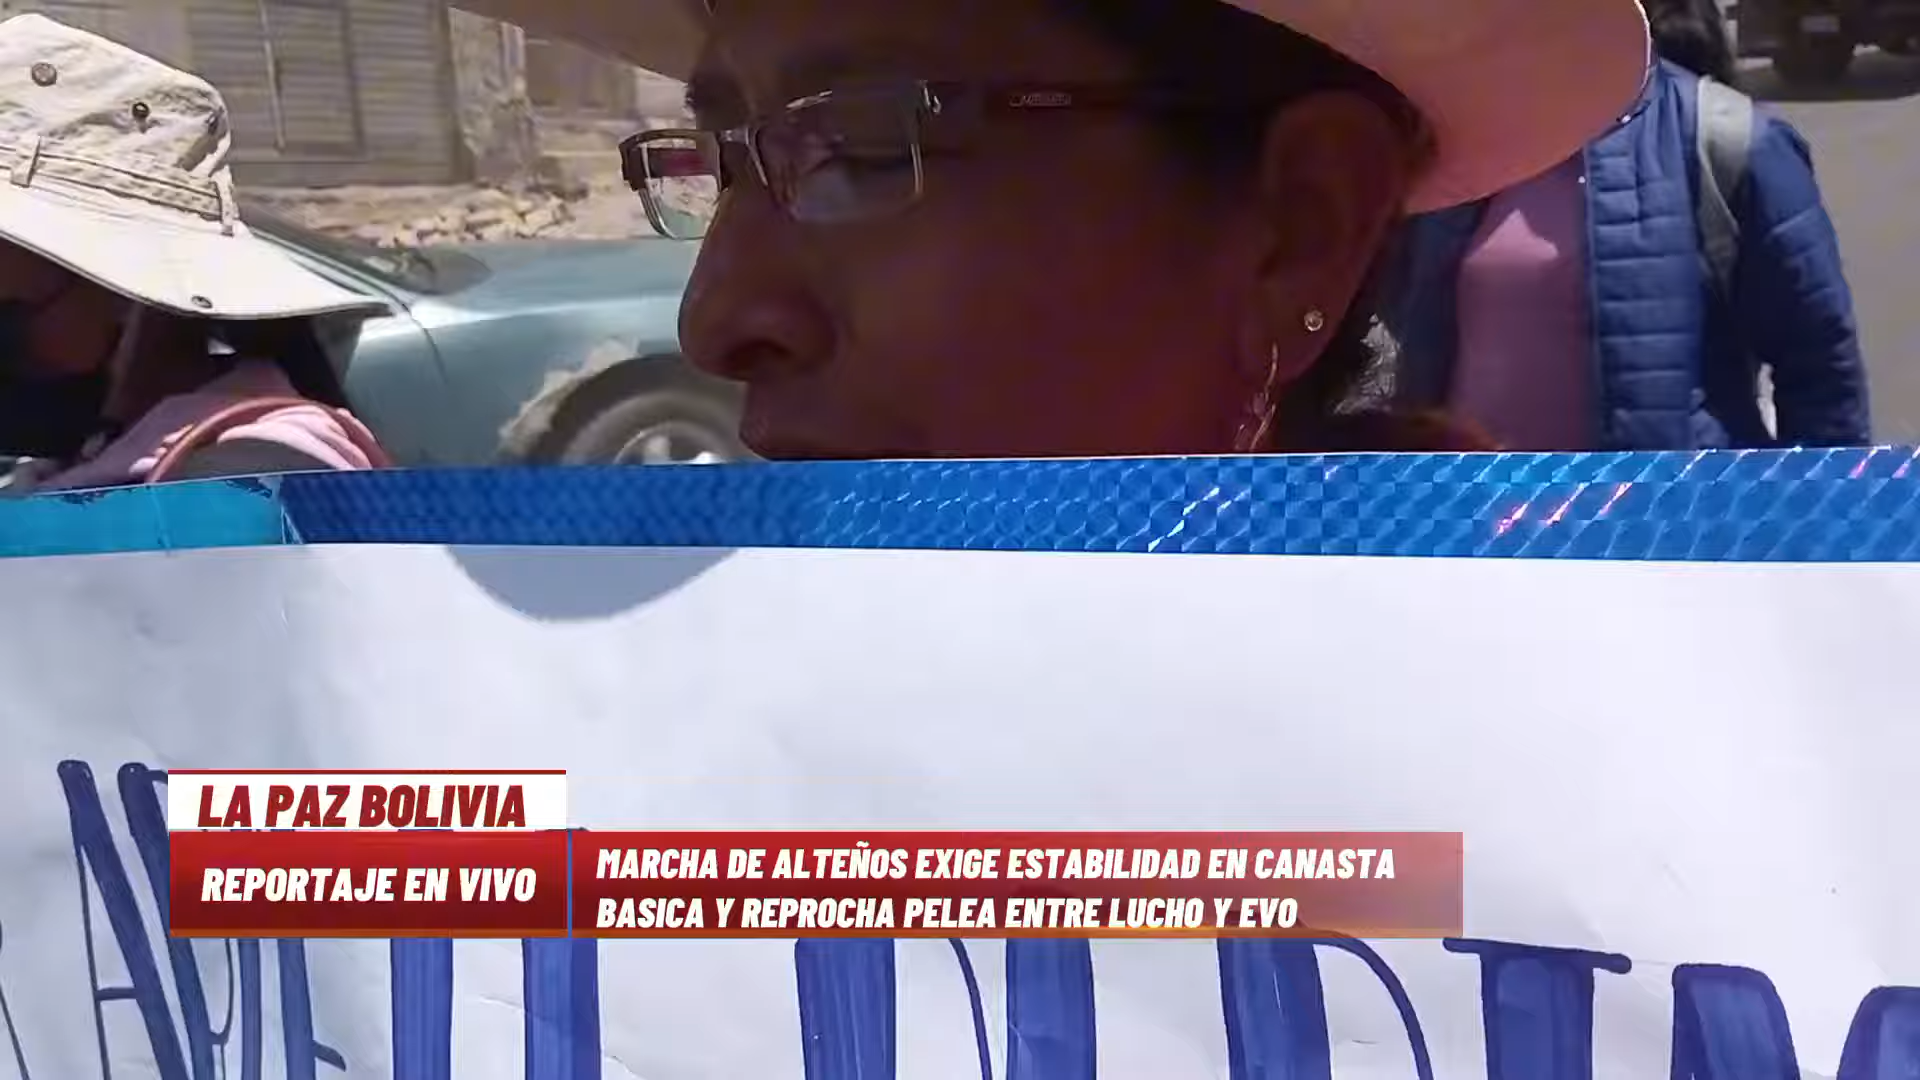 LA PAZ BOLIVIA
REPORTAJE EN VIVO
MARCHA DE ALTEÑOS EXIGE ESTABILIDAD EN CANASTA
BASICA Y REPROCHA PELEA ENTRE LUCHO Y EVO